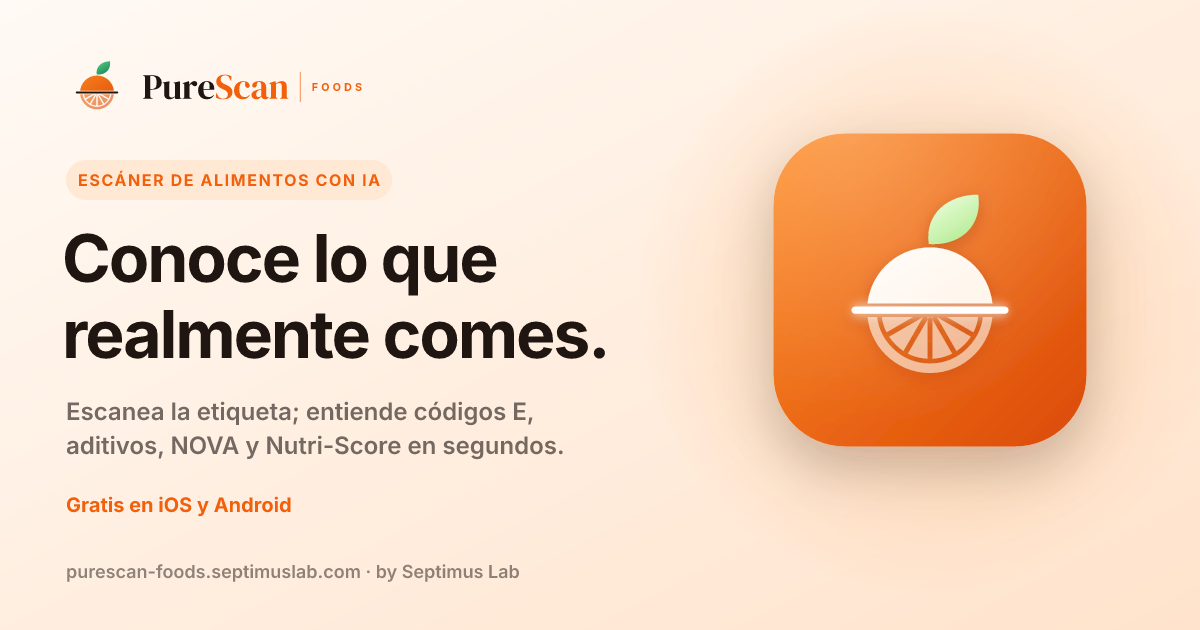 PureScan FOODS
ESCÁNER DE ALIMENTOS CON IA
Conoce lo que
realmente comes.
Escanea la etiqueta; entiende códigos E,
aditivos, NOVA y Nutri-Score en segundos.
Gratis en iOS y Android
purescan-foods.septimuslab.com · by Septimus Lab